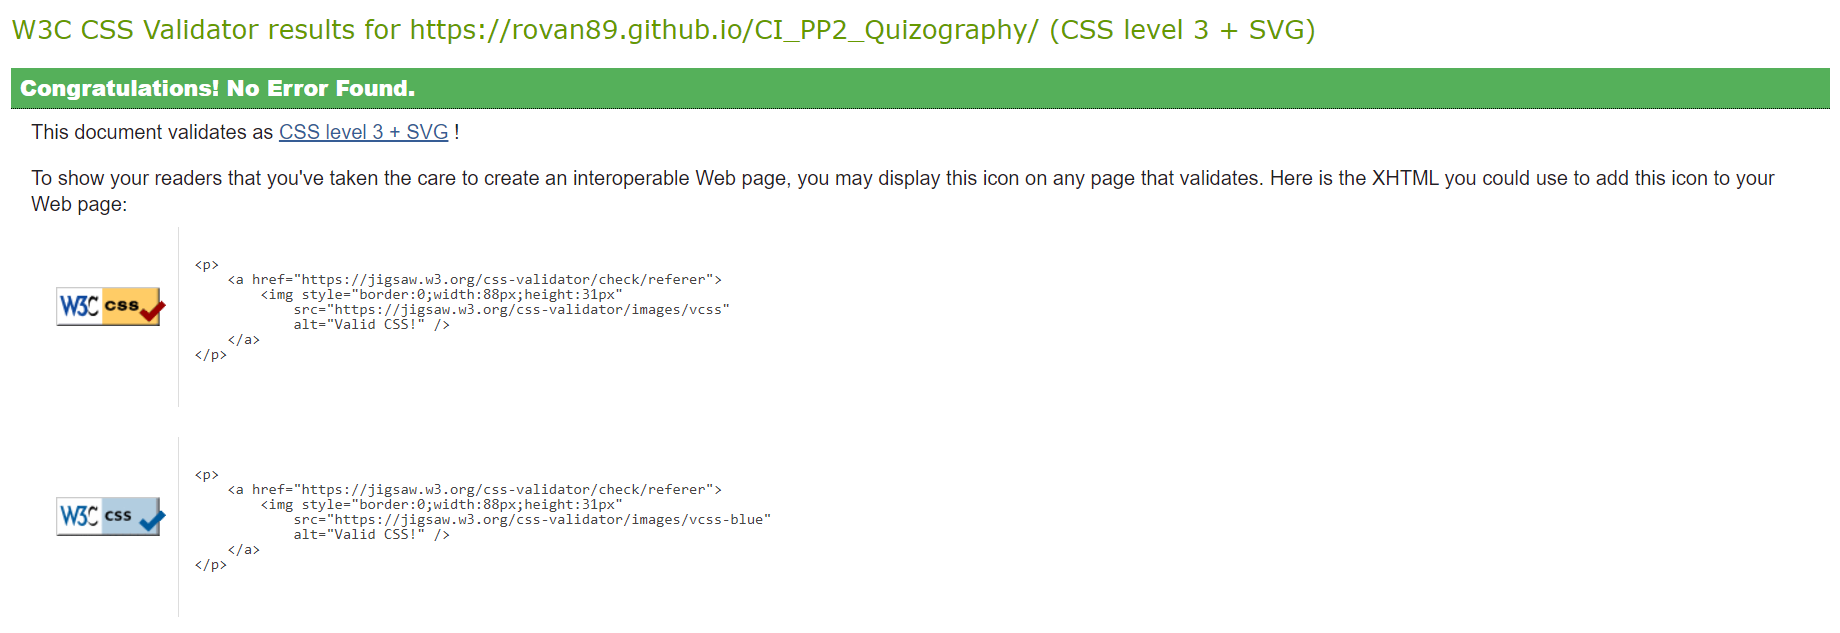 W3C CSS Validator results for https://rovan89.github.io/CI_PP2_Quizography/ (CSS level 3 + SVG)
Congratulations! No Error Found.
This document validates as CSS level 3 + SVG !
To show your readers that you've taken the care to create an interoperable Web page, you may display this icon on any page that validates. Here is the XHTML you could use to add this icon to your
Web page:
W3C css
<p>
    <a href="https://jigsaw.w3.org/css-validator/check/referer">
        <img style="border:0;width:88px;height:31px"
            src="https://jigsaw.w3.org/css-validator/images/vcss"
            alt="Valid CSS!" />
    </a>
</p>
W3C css
<p>
    <a href="https://jigsaw.w3.org/css-validator/check/referer">
        <img style="border:0;width:88px;height:31px"
            src="https://jigsaw.w3.org/css-validator/images/vcss-blue"
            alt="Valid CSS!" />
    </a>
</p>